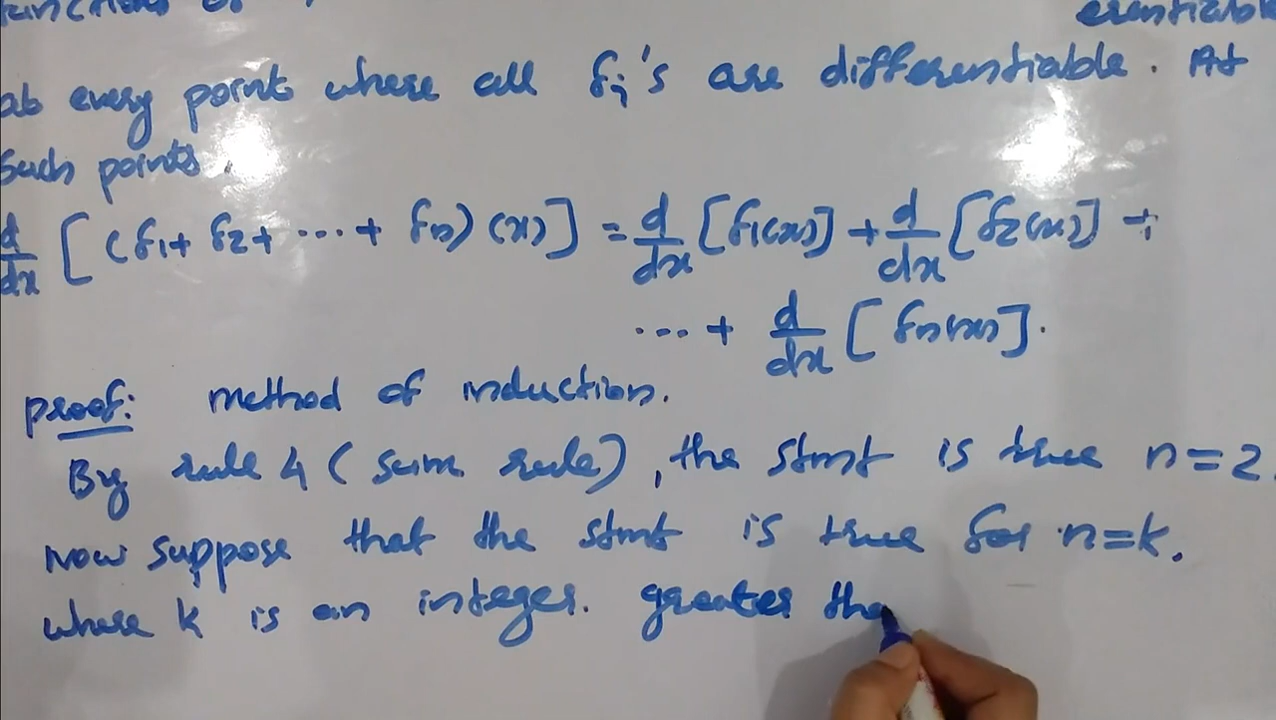 of
at every point where all fi's are differentiable. At
such points.
d/dx [(f1+ f2+ ...+ fn) (x)] = d/dx [f1(x)] + d/dx [f2(x)] +
...+ d/dx [fn(x)].
proof: method of induction.
By rule 4 (sum rule), the stmt is true n=2.
Now suppose that the stmt is true for n=k.
where k is an integer. greater tha